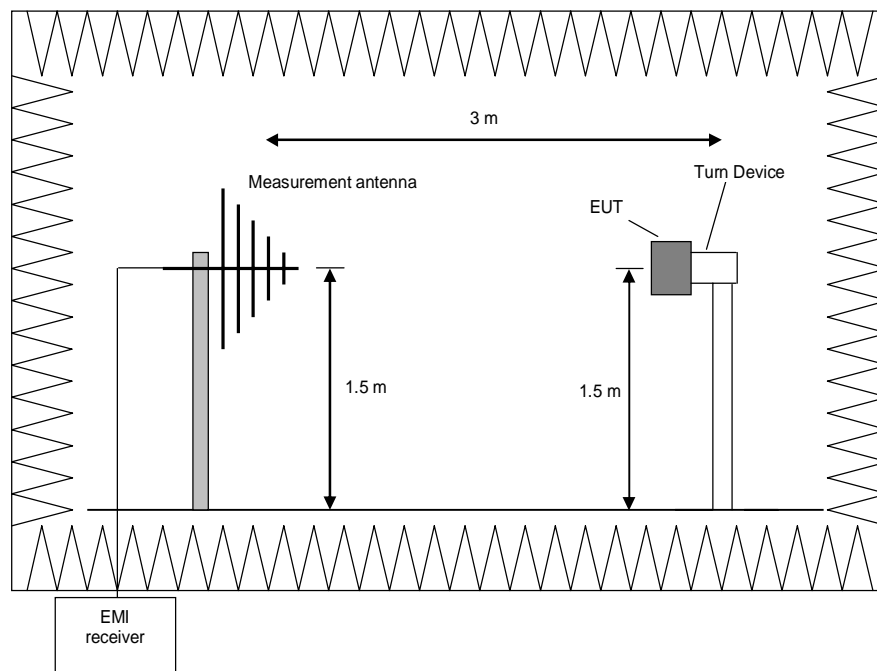 3 m
Measurement antenna
Turn Device
EUT
1.5 m
1.5 m
EMI
receiver